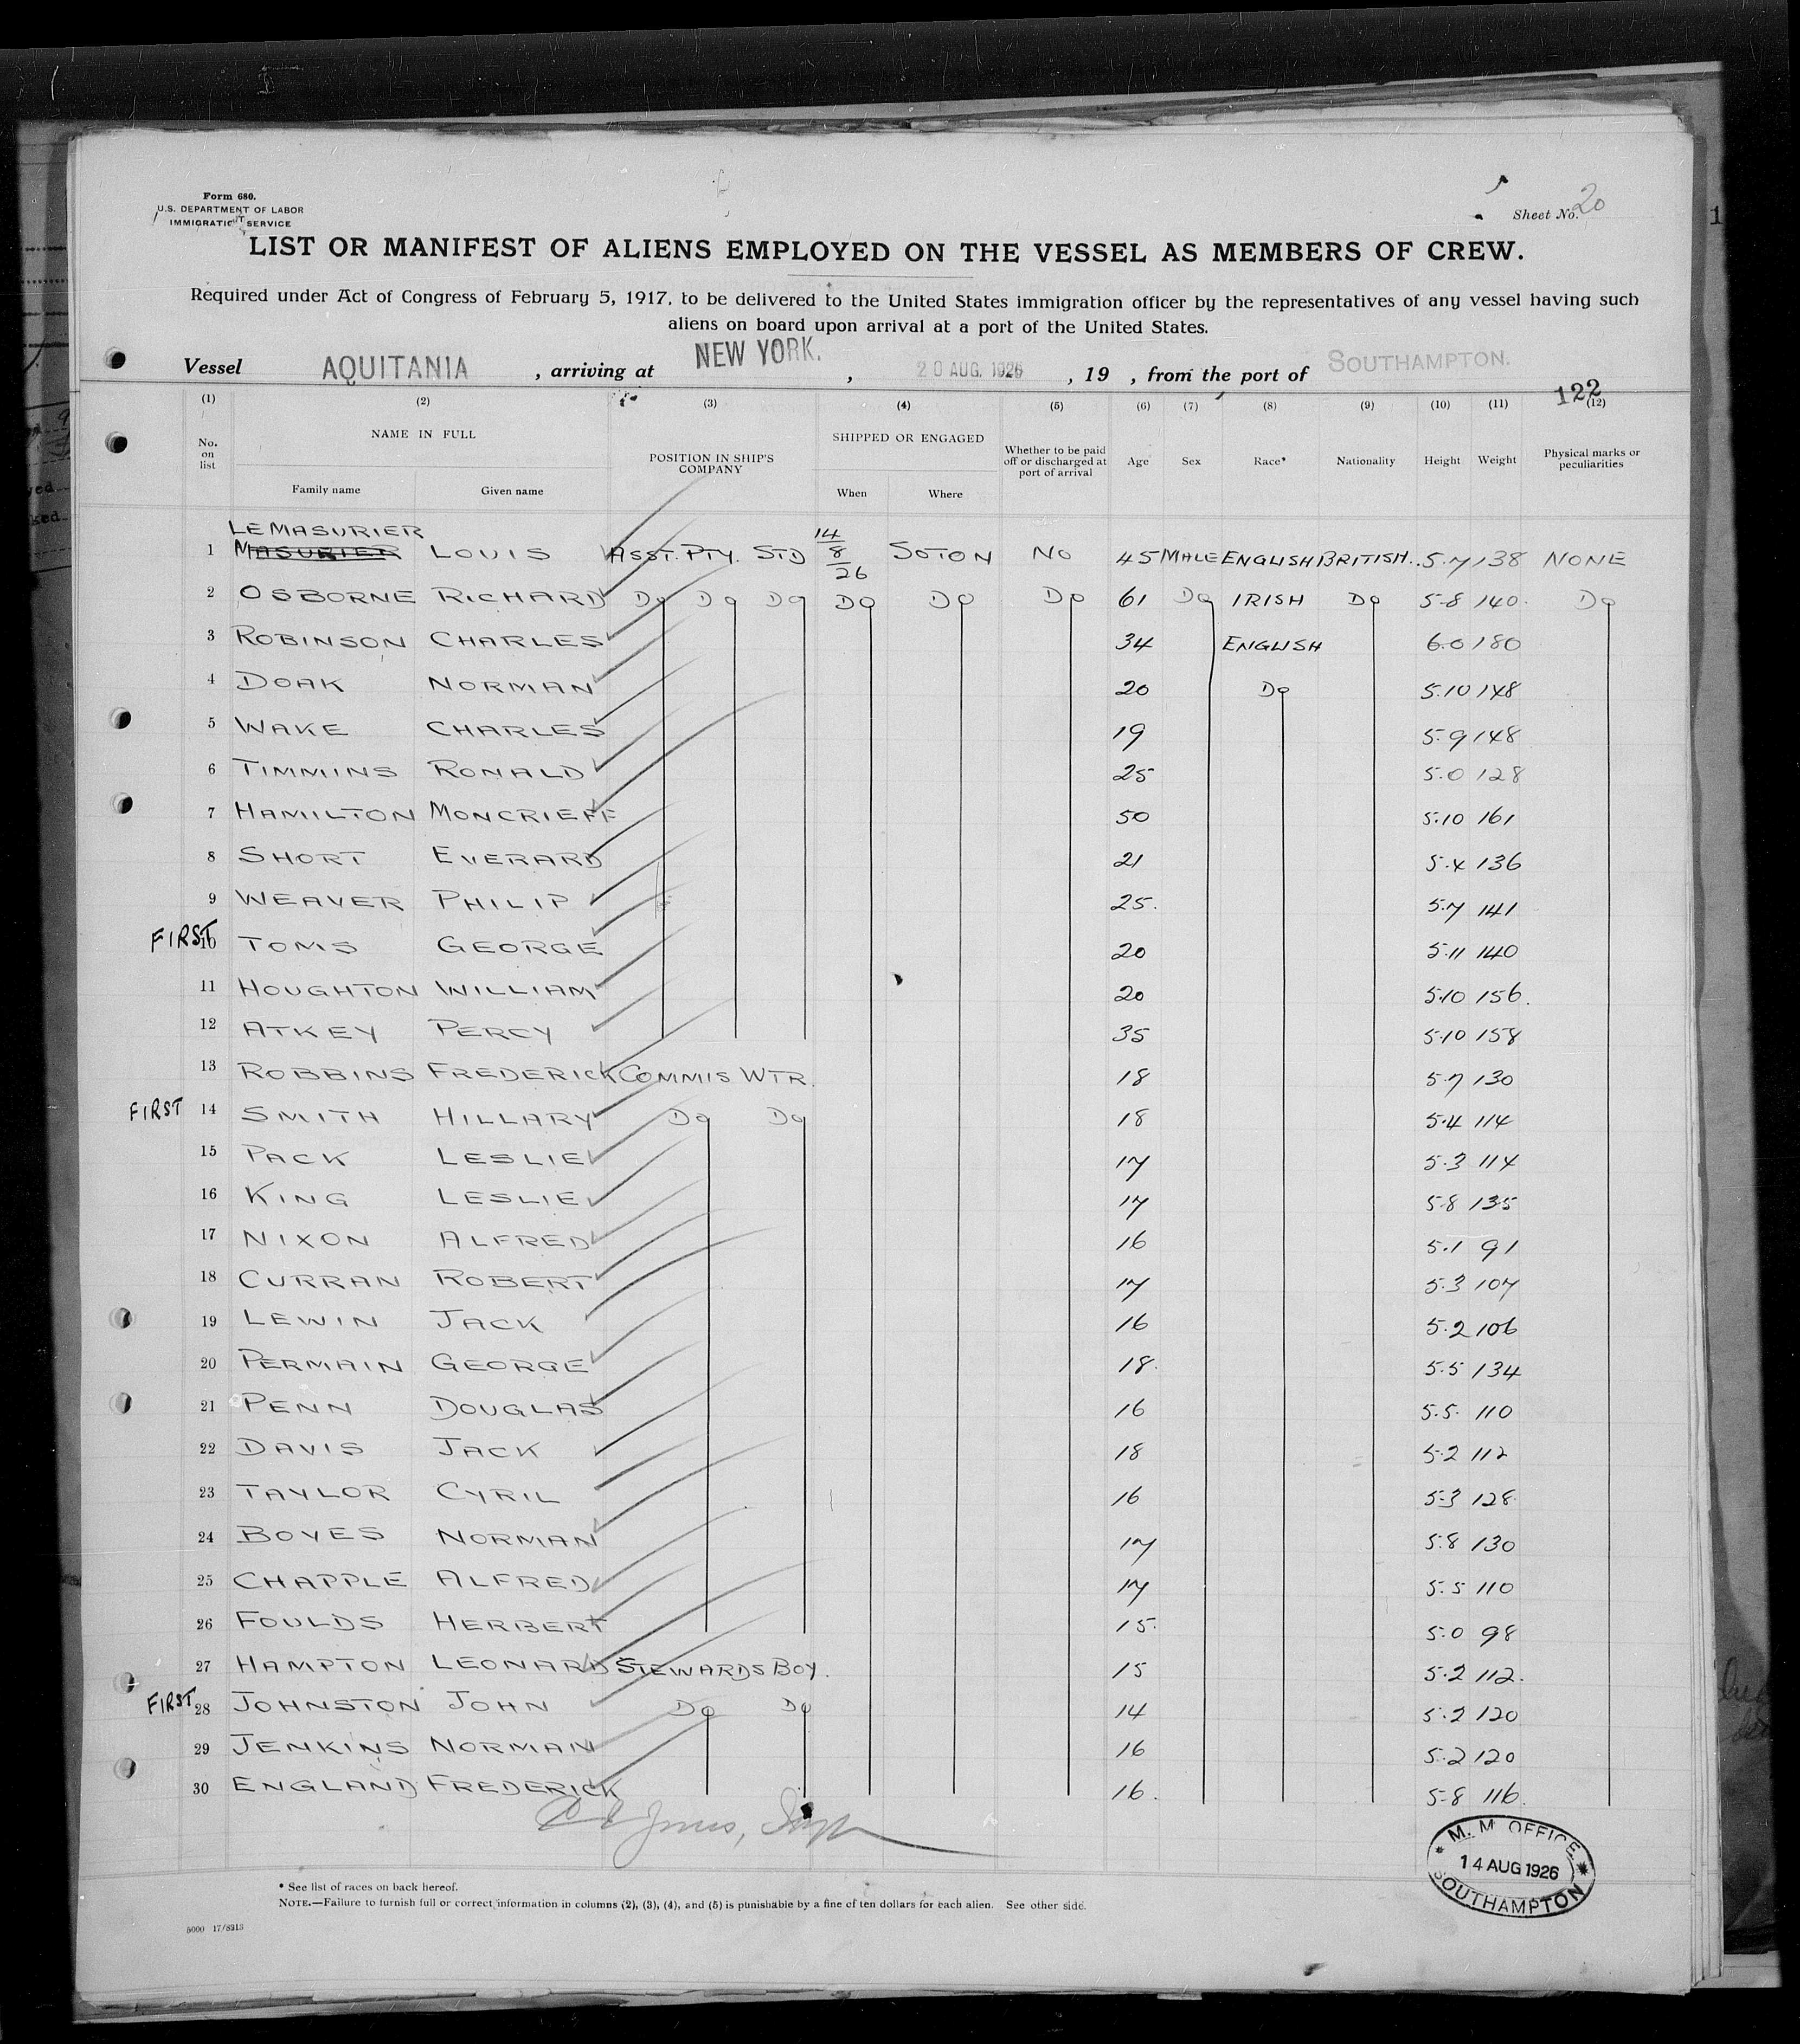 Form 680.
U.S. DEPARTMENT OF LABOR
IMMIGRATION SERVICE
Sheet No. 20
LIST OR MANIFEST OF ALIENS EMPLOYED ON THE VESSEL AS MEMBERS OF CREW.
Required under Act of Congress of February 5, 1917, to be delivered to the United States immigration officer by the representatives of any vessel having such
aliens on board upon arrival at a port of the United States.
Vessel AQUITANIA , arriving at NEW YORK. , 20 AUG. 1926 , 19 , from the port of SOUTHAMPTON.
122
(1) (2) (3) (4) (5) (6) (7) (8) (9) (10) (11) (12)
No. on list NAME IN FULL POSITION IN SHIP'S COMPANY SHIPPED OR ENGAGED Whether to be paid off or discharged at port of arrival Age Sex Race* Nationality Height Weight Physical marks or peculiarities
Family name Given name When Where
LE MASURIER
1 MASURIER LOUIS ASST. PTY. STD 14/8/26 SOTON NO 45 MALE ENGLISH BRITISH. 5.7 138 NONE
2 OSBORNE RICHARD DO DO DO DO DO DO 61 DO IRISH DO 5-8 140. DO
3 ROBINSON CHARLES 34 ENGLISH 6.0 180
4 DOAK NORMAN 20 DO 5.10 148
5 WAKE CHARLES 19 5.9 148
6 TIMMINS RONALD 25 5.0 128
7 HAMILTON MONCRIEFF 50 5.10 161
8 SHORT EVERARD 21 5.4 136
9 WEAVER PHILIP 25. 5.7 141
FIRST 10 TOMS GEORGE 20 5.11 140
11 HOUGHTON WILLIAM 20 5.10 156.
12 ATKEY PERCY 35 5.10 158
13 ROBBINS FREDERICK COMMIS WTR. 18 5.7 130
FIRST 14 SMITH HILLARY DO DO 18 5.4 114
15 PACK LESLIE 17 5.3 114
16 KING LESLIE 17 5.8 135
17 NIXON ALFRED 16 5.1 91
18 CURRAN ROBERT 17 5.3 107
19 LEWIN JACK 16 5.2 106
20 PERMAIN GEORGE 18. 5.5 134
21 PENN DOUGLAS 16 5.5. 110
22 DAVIS JACK 18 5.2 112
23 TAYLOR CYRIL 16 5.3 128.
24 BOYES NORMAN 17 5.8 130
25 CHAPPLE ALFRED 17 5.5 110
26 FOULDS HERBERT 15. 5.0 98
27 HAMPTON LEONARD STEWARDS BOY. 15 5.2 112.
FIRST 28 JOHNSTON JOHN DO DO 14 5.2 120
29 JENKINS NORMAN 16 5.2 120
30 ENGLAND FREDERICK 16. 5.8 116.
M. M. OFFICE
14 AUG 1926
SOUTHAMPTON
* See list of races on back hereof.
NOTE.—Failure to furnish full or correct information in columns (2), (3), (4), and (5) is punishable by a fine of ten dollars for each alien. See other side.